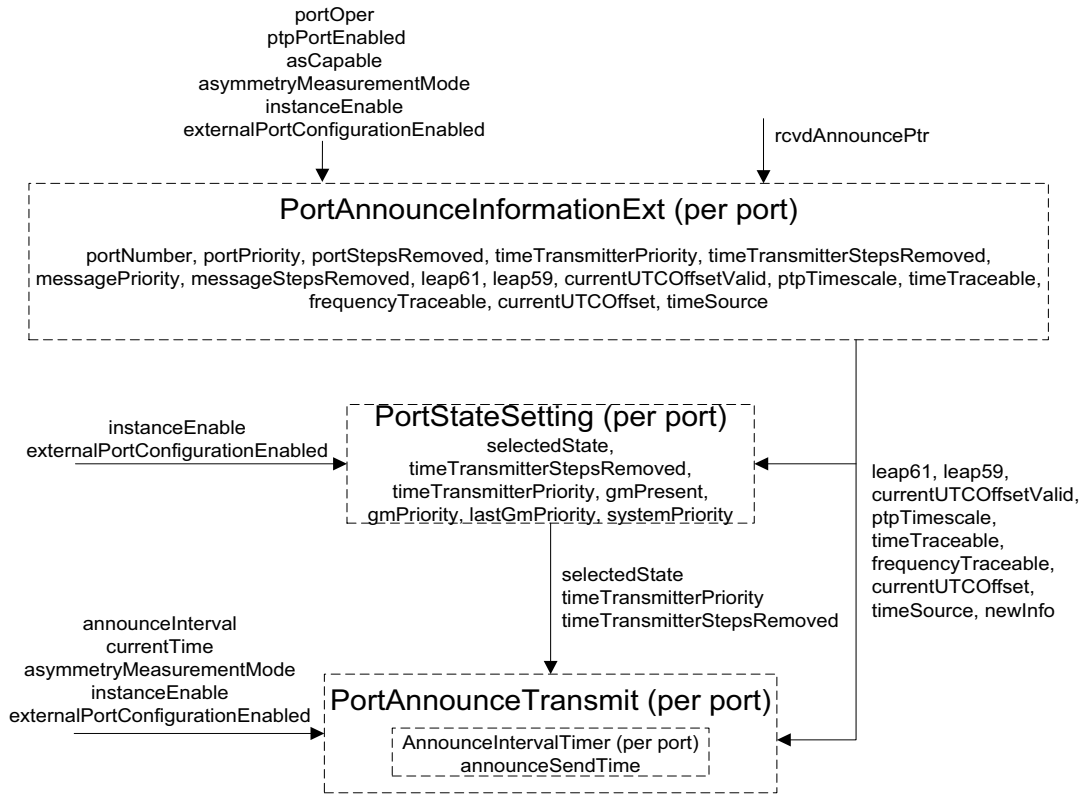 portOper
ptpPortEnabled
asCapable
asymmetryMeasurementMode
instanceEnable
externalPortConfigurationEnabled
rcvdAnnouncePtr
PortAnnounceInformationExt (per port)
portNumber, portPriority, portStepsRemoved, timeTransmitterPriority, timeTransmitterStepsRemoved,
messagePriority, messageStepsRemoved, leap61, leap59, currentUTCOffsetValid, ptpTimescale, timeTraceable,
frequencyTraceable, currentUTCOffset, timeSource
instanceEnable
externalPortConfigurationEnabled
PortStateSetting (per port)
selectedState,
timeTransmitterStepsRemoved,
timeTransmitterPriority, gmPresent,
gmPriority, lastGmPriority, systemPriority
leap61, leap59,
currentUTCOffsetValid,
ptpTimescale,
timeTraceable,
frequencyTraceable,
currentUTCOffset,
timeSource, newInfo
selectedState
timeTransmitterPriority
timeTransmitterStepsRemoved
announceInterval
currentTime
asymmetryMeasurementMode
instanceEnable
externalPortConfigurationEnabled
PortAnnounceTransmit (per port)
AnnounceIntervalTimer (per port)
announceSendTime